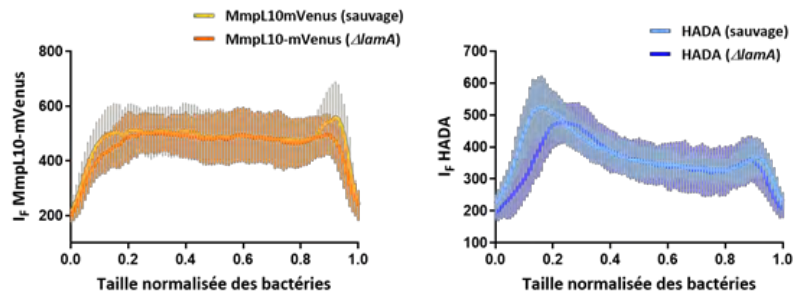 MmpL10mVenus (sauvage)
MmpL10-mVenus (ΔlamA)
I_F MmpL10-mVenus
800
600
400
200
0.0 0.2 0.4 0.6 0.8 1.0
Taille normalisée des bactéries
HADA (sauvage)
HADA (ΔlamA)
I_F HADA
700
600
500
400
300
200
100
0.0 0.2 0.4 0.6 0.8 1.0
Taille normalisée des bactéries